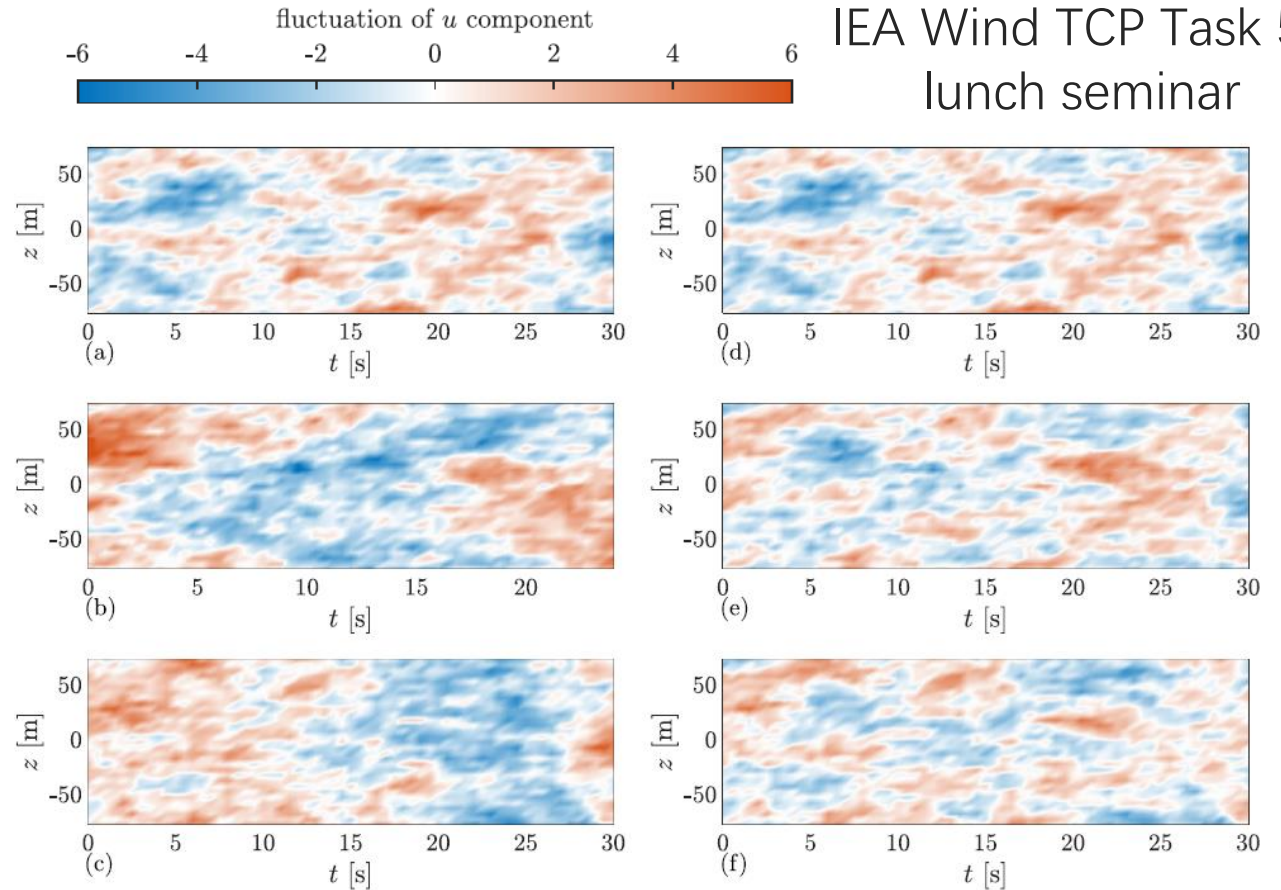 fluctuation of u component
-6 -4 -2 0 2 4 6
IEA Wind TCP Task 5
lunch seminar
50
0
-50
z [m]
0 5 10 15 20 25 30
(a)
t [s]
50
0
-50
z [m]
0 5 10 15 20 25 30
(d)
t [s]
50
0
-50
z [m]
0 5 10 15 20
(b)
t [s]
50
0
-50
z [m]
0 5 10 15 20 25 30
(e)
t [s]
50
0
-50
z [m]
0 5 10 15 20 25 30
(c)
t [s]
50
0
-50
z [m]
0 5 10 15 20 25 30
(f)
t [s]